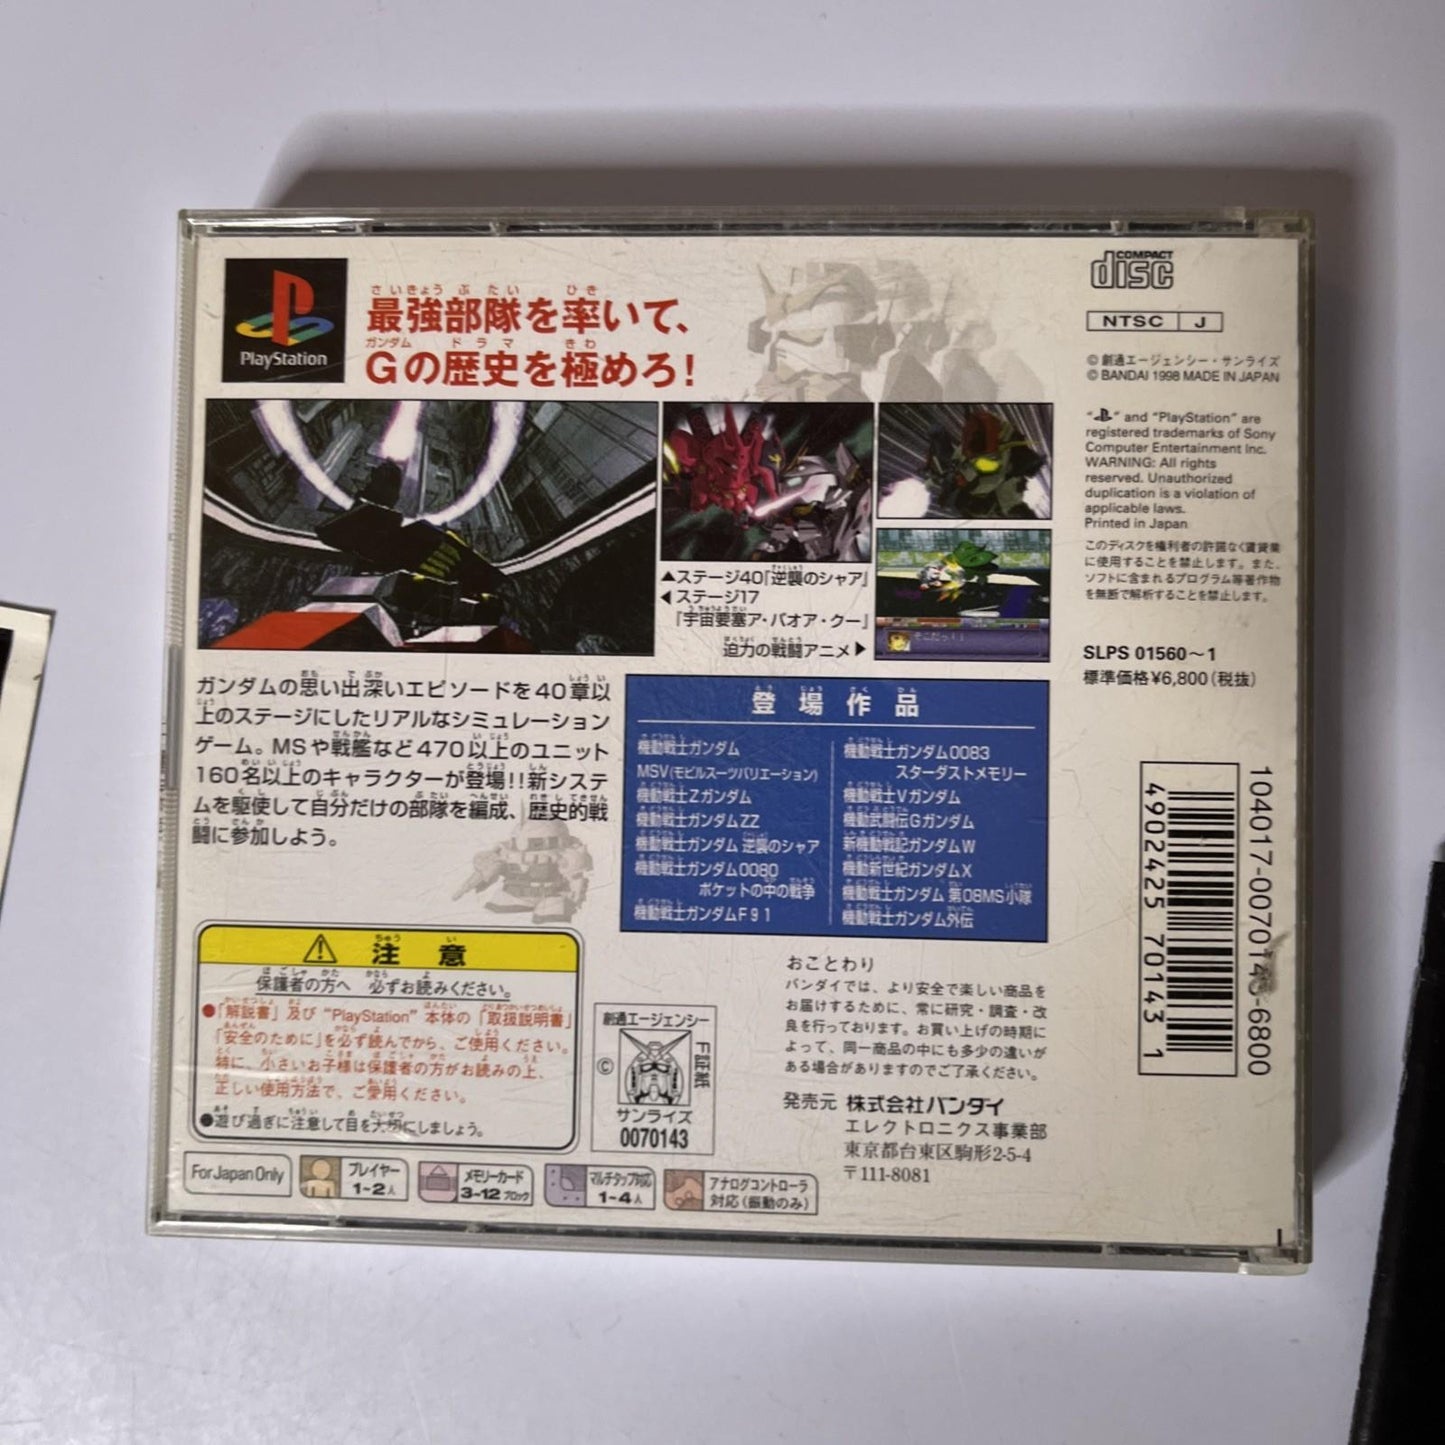 PlayStation
最強部隊を率いて、
Gの歴史を極めろ!
▲ステージ40「逆襲のシャア」
◀ステージ17
「宇宙要塞ア・バオア・クー」
迫力の戦闘アニメ▶
そこだっ!!
ガンダムの思い出深いエピソードを40章以
上のステージにしたリアルなシミュレーション
ゲーム。MSや戦艦など470以上のユニット
160名以上のキャラクターが登場!!新システ
ムを駆使して自分だけの部隊を編成、歴史的戦
闘に参加しよう。
登場作品
機動戦士ガンダム
MSV(モビルスーツバリエーション)
機動戦士Zガンダム
機動戦士ガンダムZZ
機動戦士ガンダム 逆襲のシャア
機動戦士ガンダム0080
ポケットの中の戦争
機動戦士ガンダムF91
機動戦士ガンダム0083
スターダストメモリー
機動戦士Vガンダム
機動武闘伝Gガンダム
新機動戦記ガンダムW
機動新世紀ガンダムX
機動戦士ガンダム 第08MS小隊
機動戦士ガンダム外伝
注意
保護者の方へ 必ずお読みください。
●「解説書」及び “PlayStation” 本体の「取扱説明書」
「安全のために」を必ず読んでから、ご使用ください。
特に、小さいお子様は保護者の方がお読みの上、
正しい使用方法で、ご愛用ください。
●遊び過ぎに注意して目を大切にしましょう。
創通エージェンシー
©
F証紙
サンライズ
0070143
おことわり
バンダイでは、より安全で楽しい商品を
お届けするために、常に研究・調査・改
良を行っております。お買い上げの時期に
よって、同一商品の中にも多少の違いが
ある場合がありますのでご了承ください。
発売元 株式会社バンダイ
エレクトロニクス事業部
東京都台東区駒形2-5-4
〒111-8081
For Japan Only
プレイヤー
1~2人
メモリーカード
3~12ブロック
マルチタップ対応
1~4人
アナログコントローラ
対応(振動のみ)
COMPACT
disc
NTSC J
© 創通エージェンシー・サンライズ
© BANDAI 1998 MADE IN JAPAN
“ ” and “PlayStation” are
registered trademarks of Sony
Computer Entertainment Inc.
WARNING: All rights
reserved. Unauthorized
duplication is a violation of
applicable laws.
Printed in Japan
このディスクを権利者の許諾なく賃貸業
に使用することを禁止します。また、
ソフトに含まれるプログラム等著作物
を無断で解析することを禁止します。
SLPS 01560~1
標準価格¥6,800(税抜)
104017-0070143-6800
4902425 70143 1